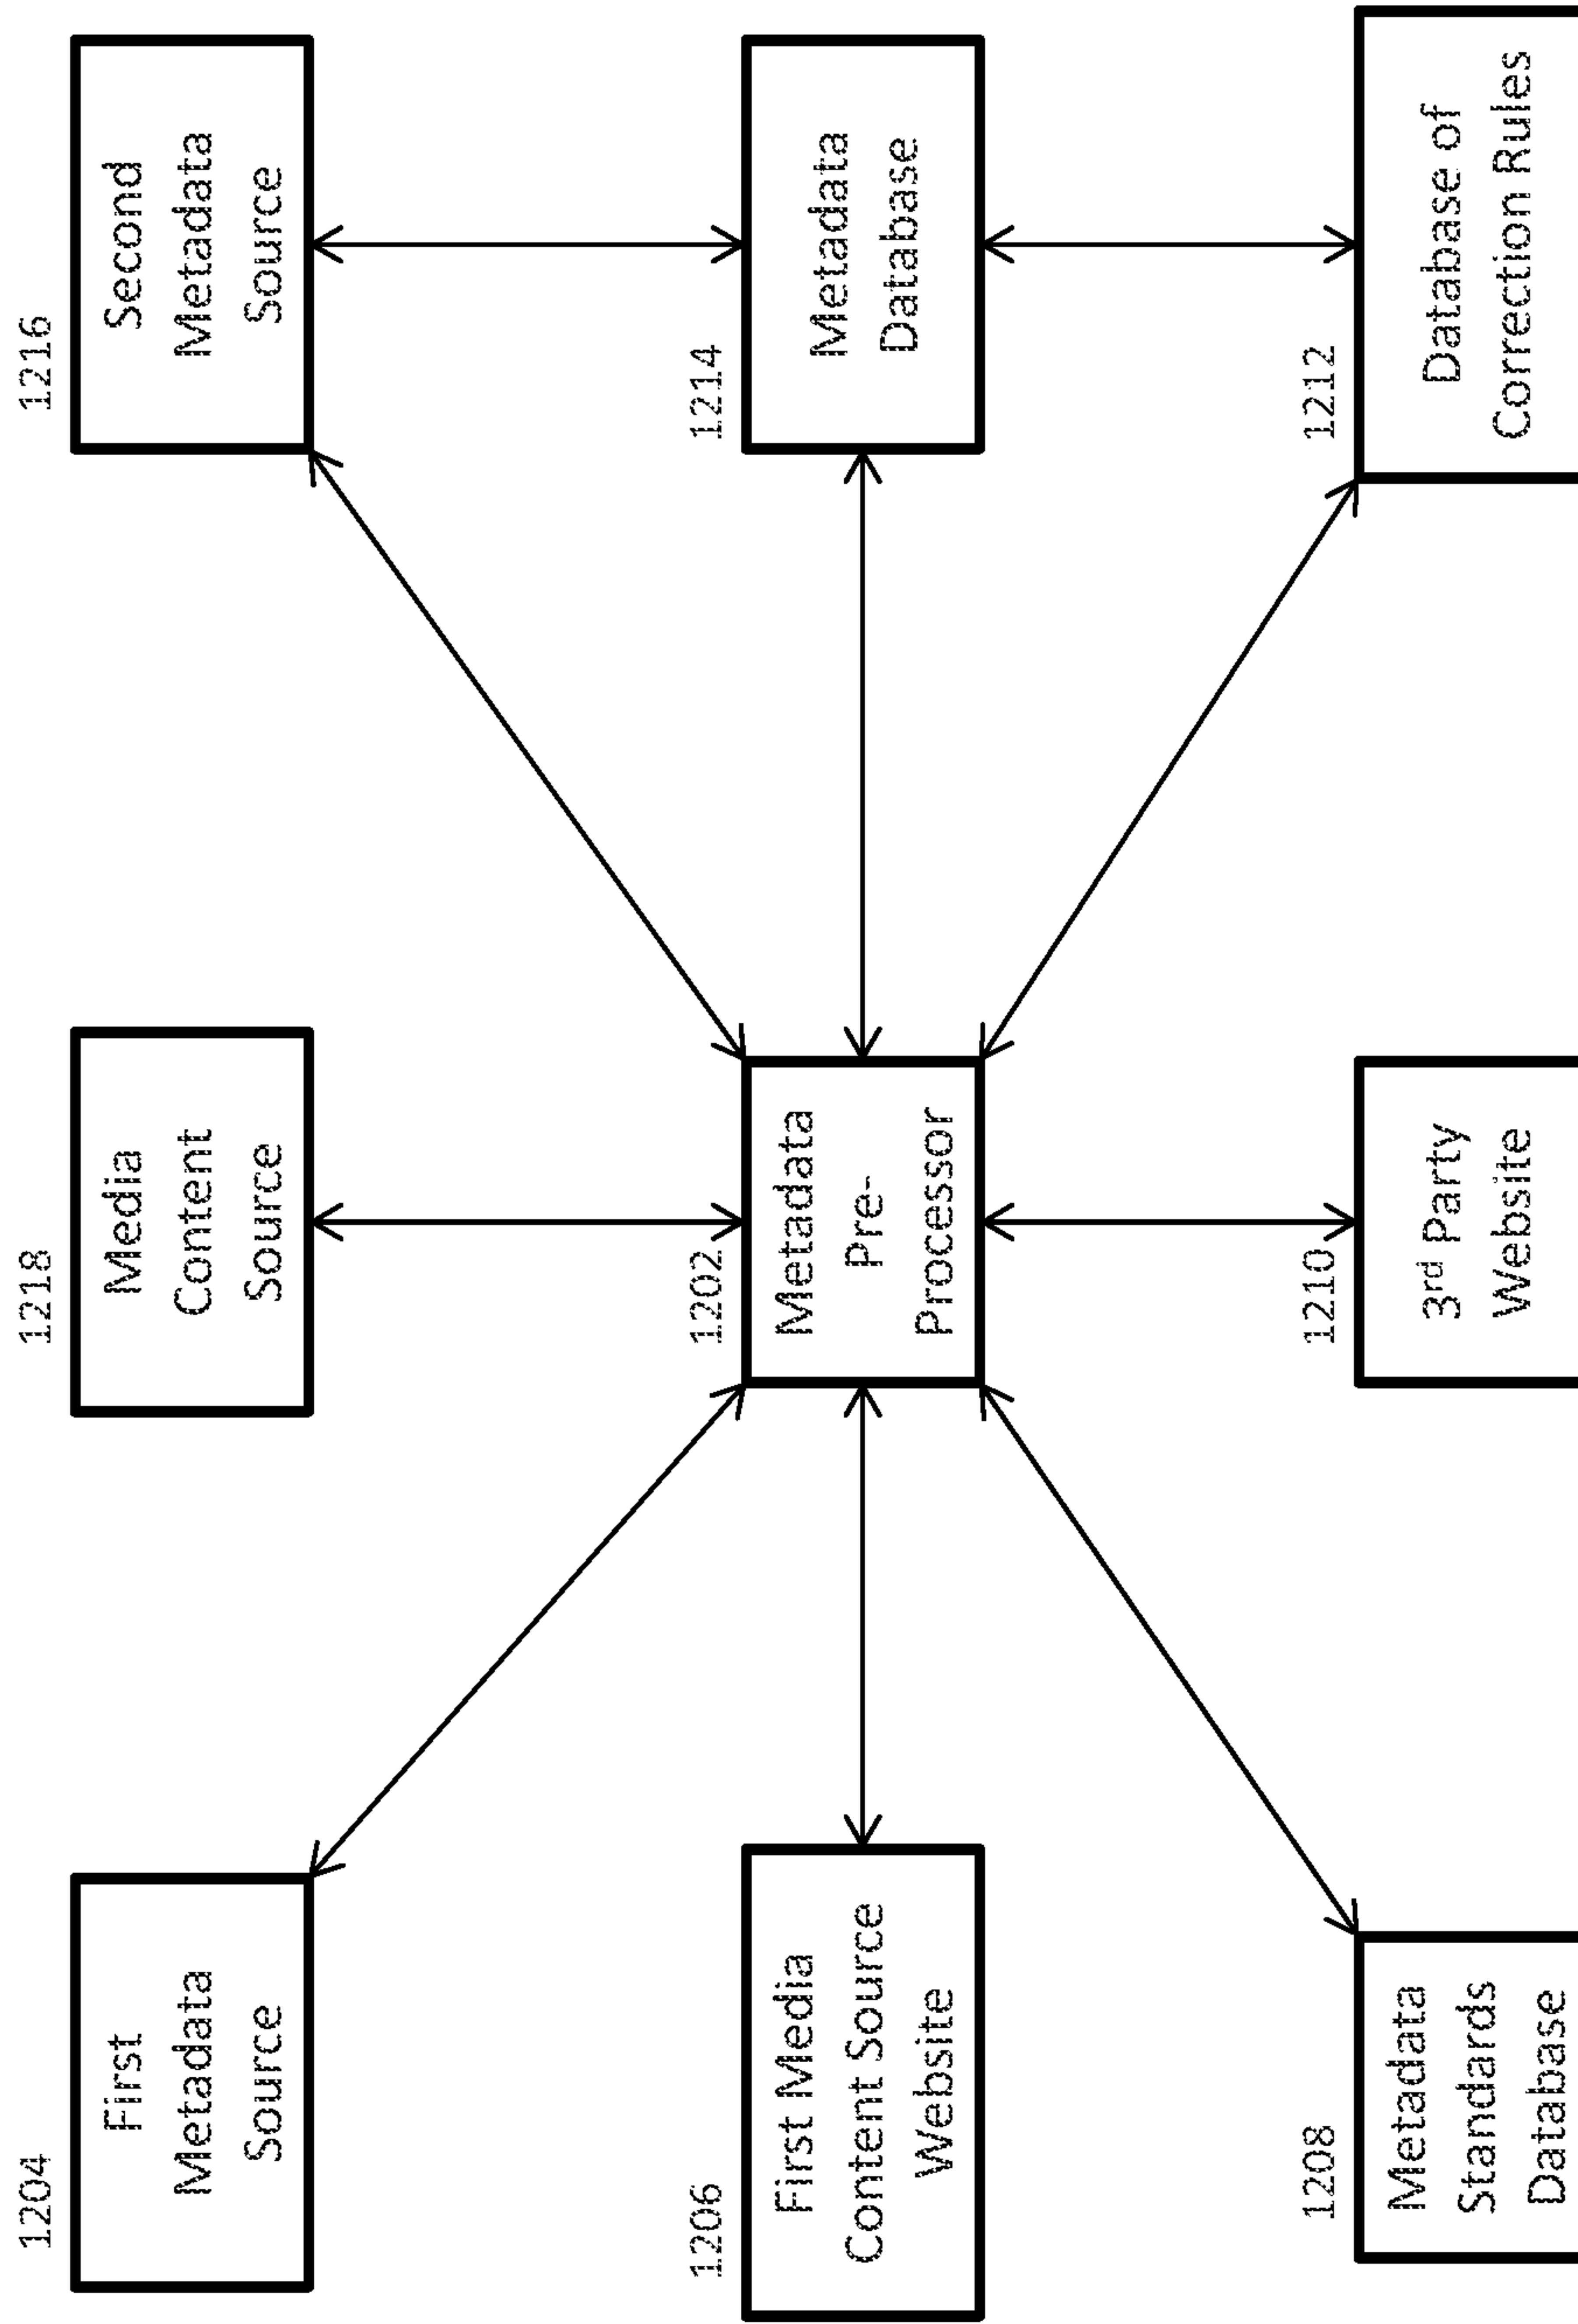 1204
First
Metadata
Source
1218
Media
Content
Source
1216
Second
Metadata
Source
1206
First Media
Content Source
Website
1202
Metadata
Pre-
Processor
1214
Metadata
Database
1208
Metadata
Standards
Database
1210
3rd Party
Website
1212
Database of
Correction Rules